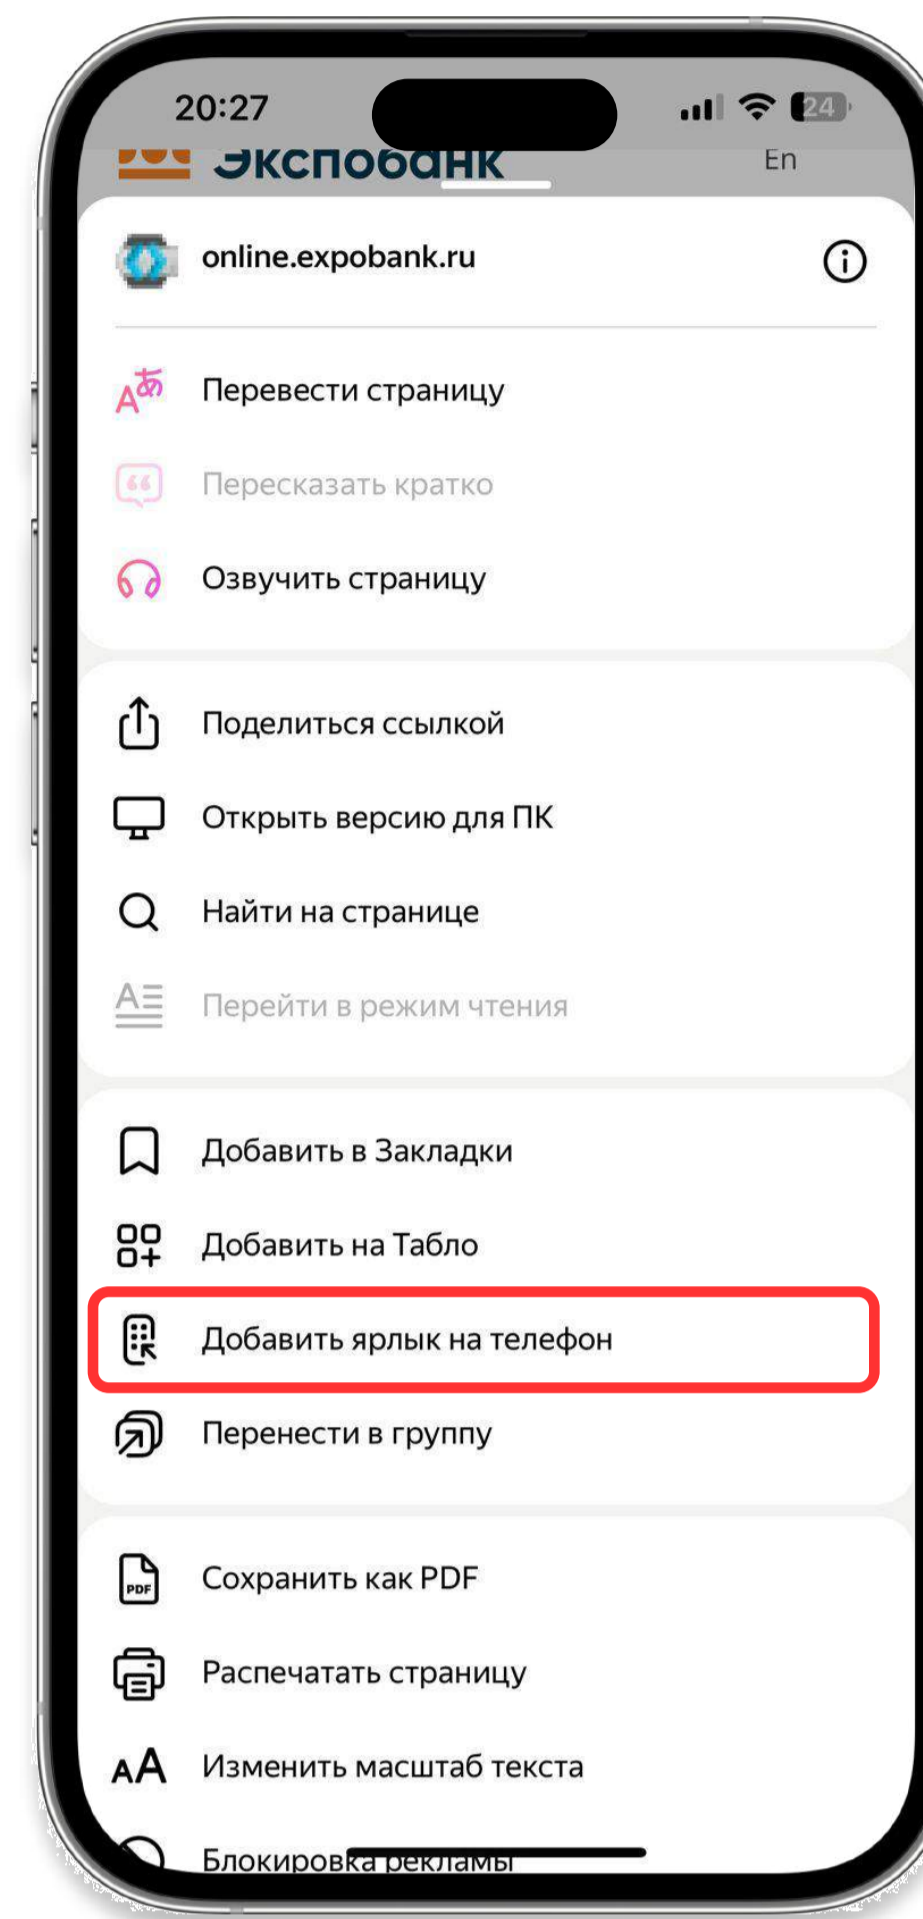 20:27
24
Экспобанк
En
online.expobank.ru
Перевести страницу
Пересказать кратко
Озвучить страницу
Поделиться ссылкой
Открыть версию для ПК
Найти на странице
Перейти в режим чтения
Добавить в Закладки
Добавить на Табло
Добавить ярлык на телефон
Перенести в группу
PDF
Сохранить как PDF
Распечатать страницу
Изменить масштаб текста
Блокировка рекламы